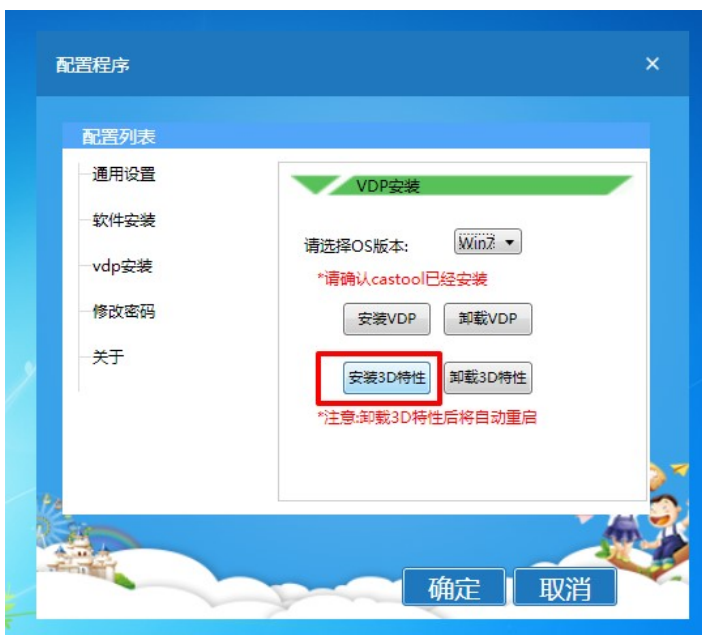 配置程序
配置列表
通用设置
软件安装
vdp安装
修改密码
关于
VDP安装
请选择OS版本: Win7
*请确认castool已经安装
安装VDP 卸载VDP
安装3D特性 卸载3D特性
*注意:卸载3D特性后将自动重启
确定 取消